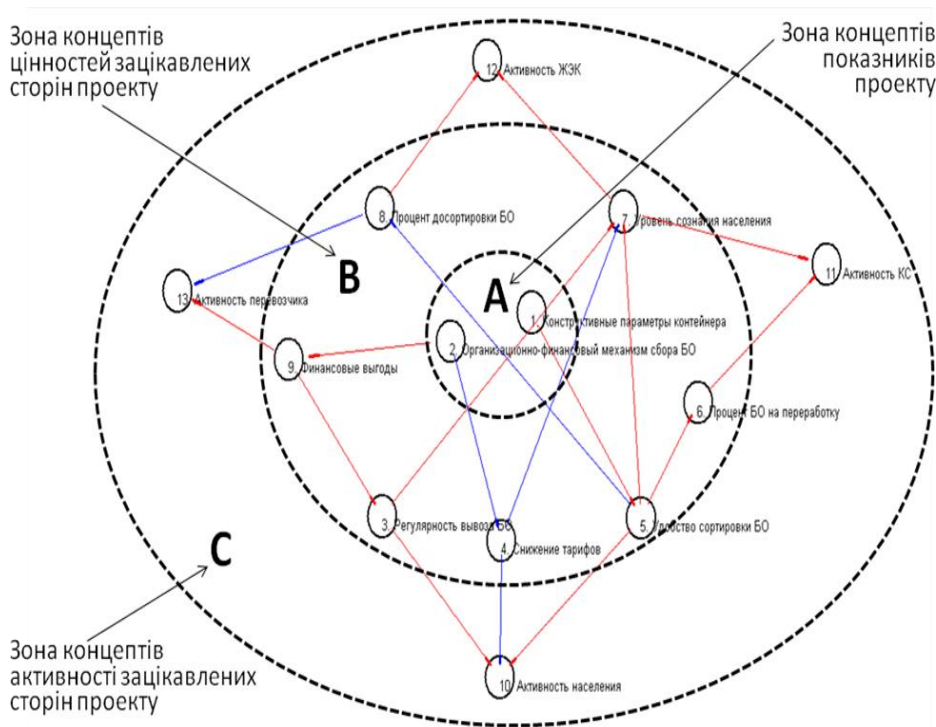 Зона концептів
цінностей зацікавлених
сторін проекту
Зона концептів
показників
проекту
12 Активность ЖЭК
8. Процент досортировки БО
7. Уровень сознания населения
11 Активность КС
B
A
13 Активность перевозчика
1. Конструктивные параметры контейнера
2. Организационно-финансовый механизм сбора БО
9. Финансовые выгоды
6. Процент БО на переработку
3. Регулярность вывоза БО
5. Удобство сортировки БО
4. Снижение тарифов
C
Зона концептів
активності зацікавлених
сторін проекту
10 Активность населения